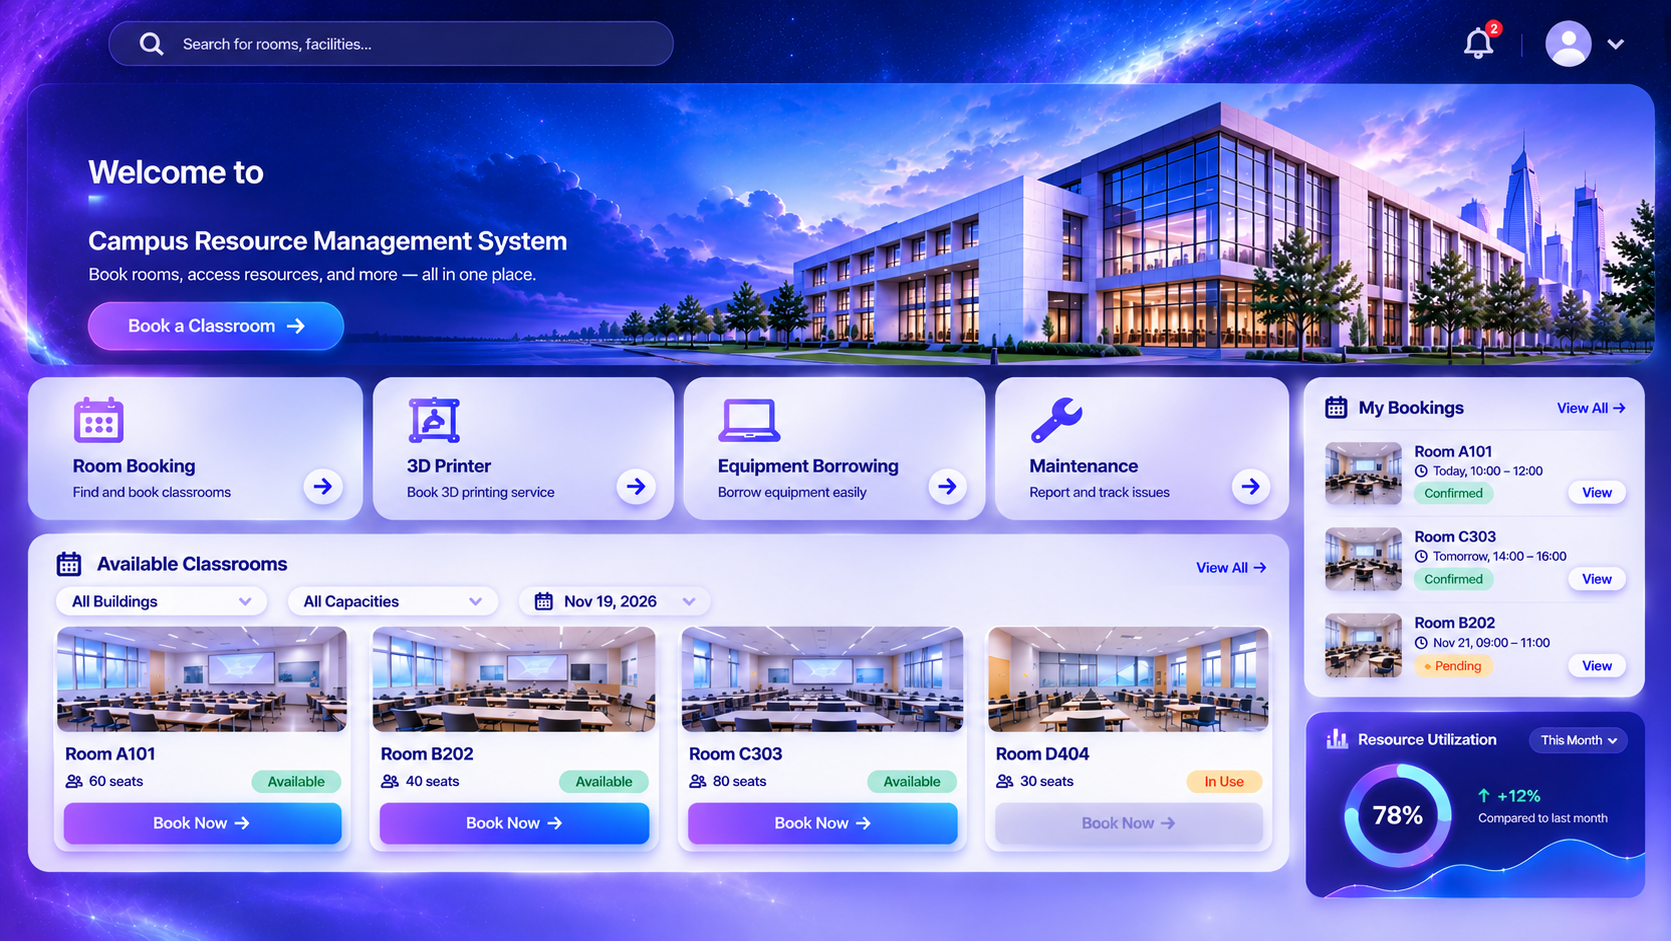 Search for rooms, facilities...
2
Welcome to
Campus Resource Management System
Book rooms, access resources, and more — all in one place.
Book a Classroom →
Room Booking
Find and book classrooms
3D Printer
Book 3D printing service
Equipment Borrowing
Borrow equipment easily
Maintenance
Report and track issues
My Bookings
View All →
Room A101
Today, 10:00 – 12:00
Confirmed
View
Room C303
Tomorrow, 14:00 – 16:00
Confirmed
View
Room B202
Nov 21, 09:00 – 11:00
Pending
View
Available Classrooms
View All →
All Buildings
All Capacities
Nov 19, 2026
Room A101
60 seats
Available
Book Now →
Room B202
40 seats
Available
Book Now →
Room C303
80 seats
Available
Book Now →
Room D404
30 seats
In Use
Book Now →
Resource Utilization
This Month
78%
↑ +12%
Compared to last month